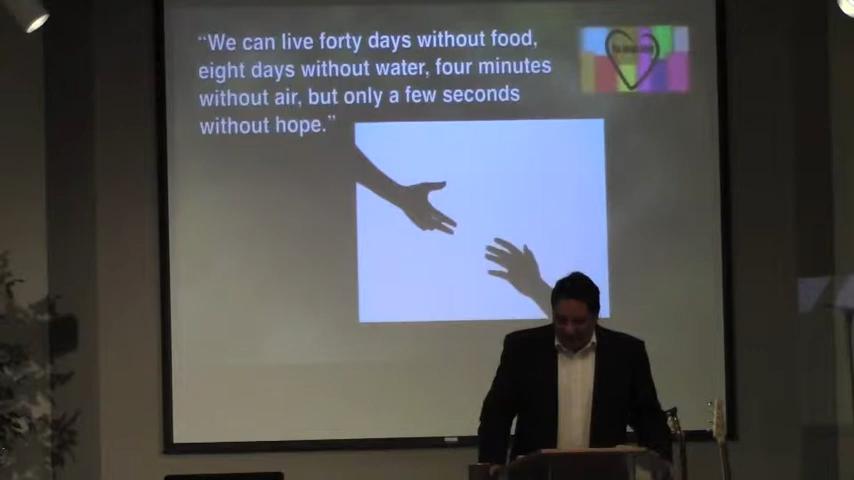 “We can live forty days without food,
eight days without water, four minutes
without air, but only a few seconds
without hope.”